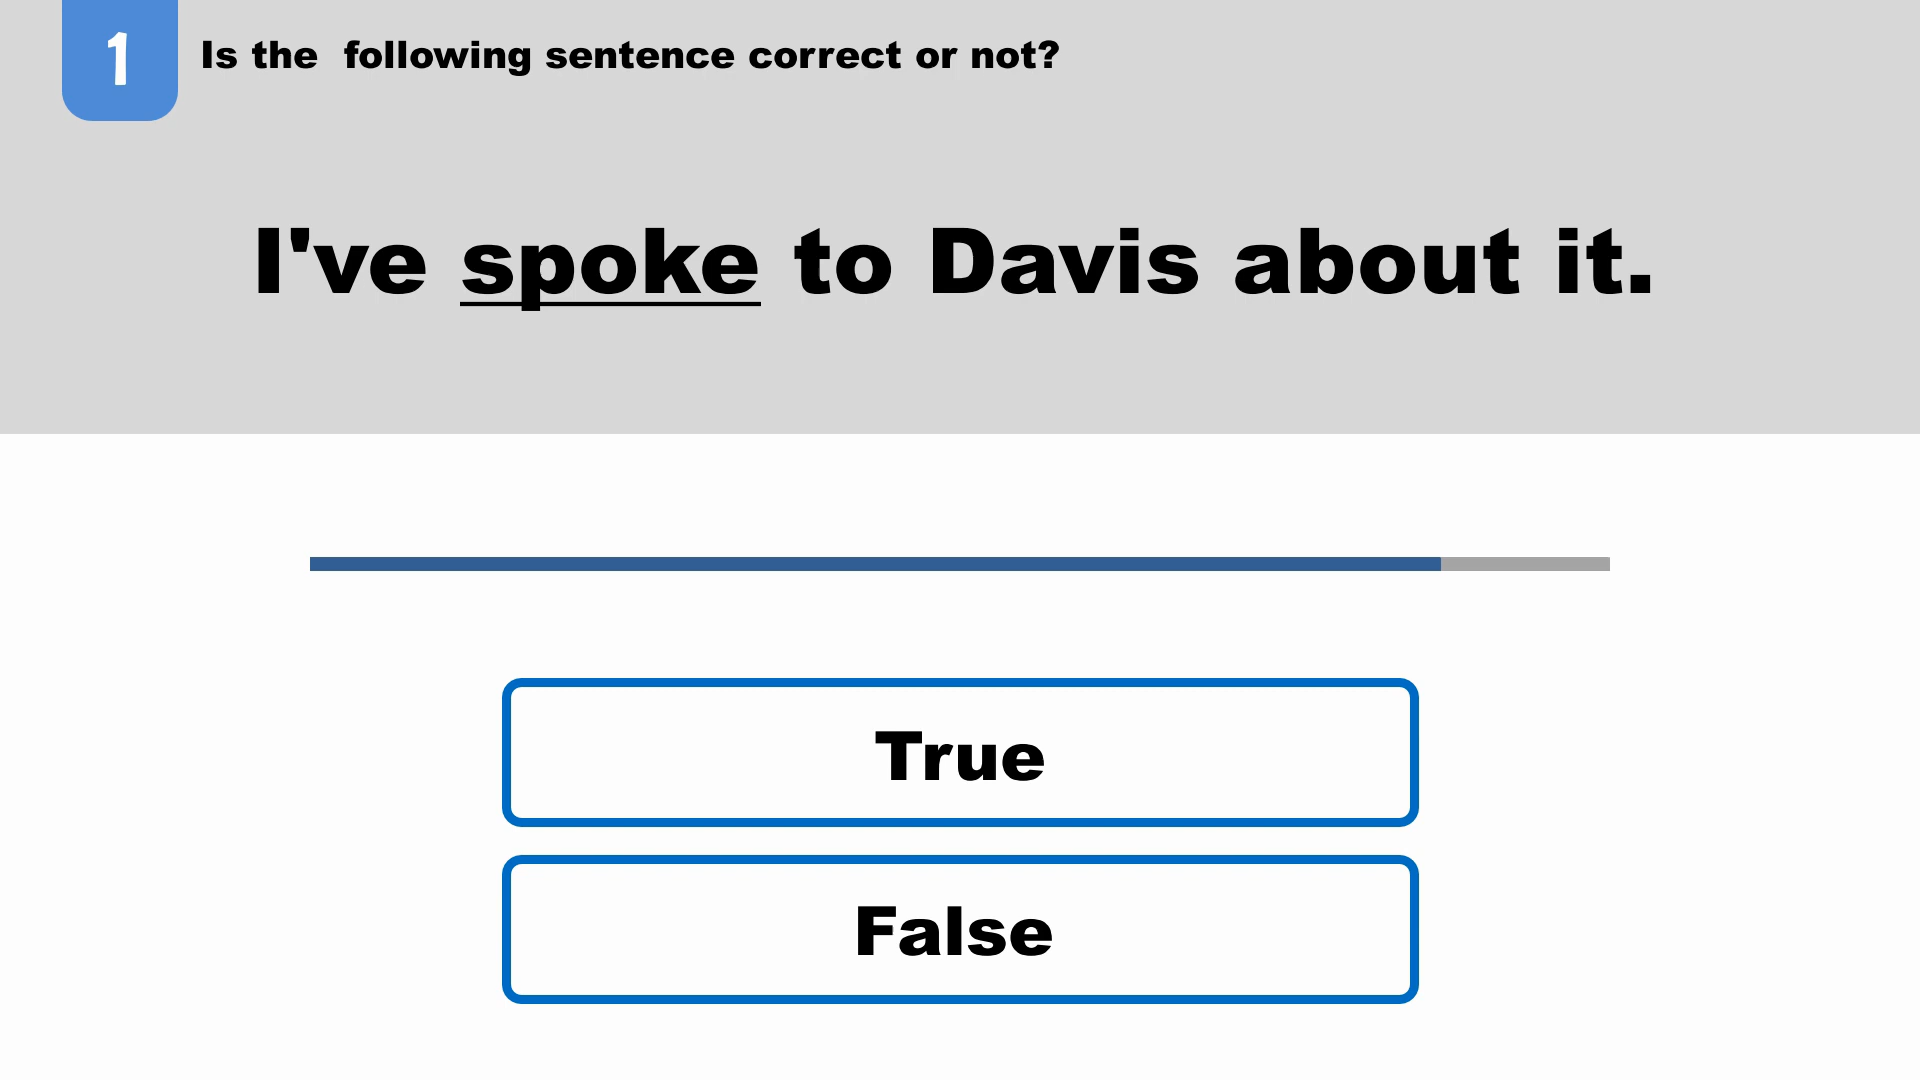 1
Is the  following sentence correct or not?
I've spoke to Davis about it.
True
False